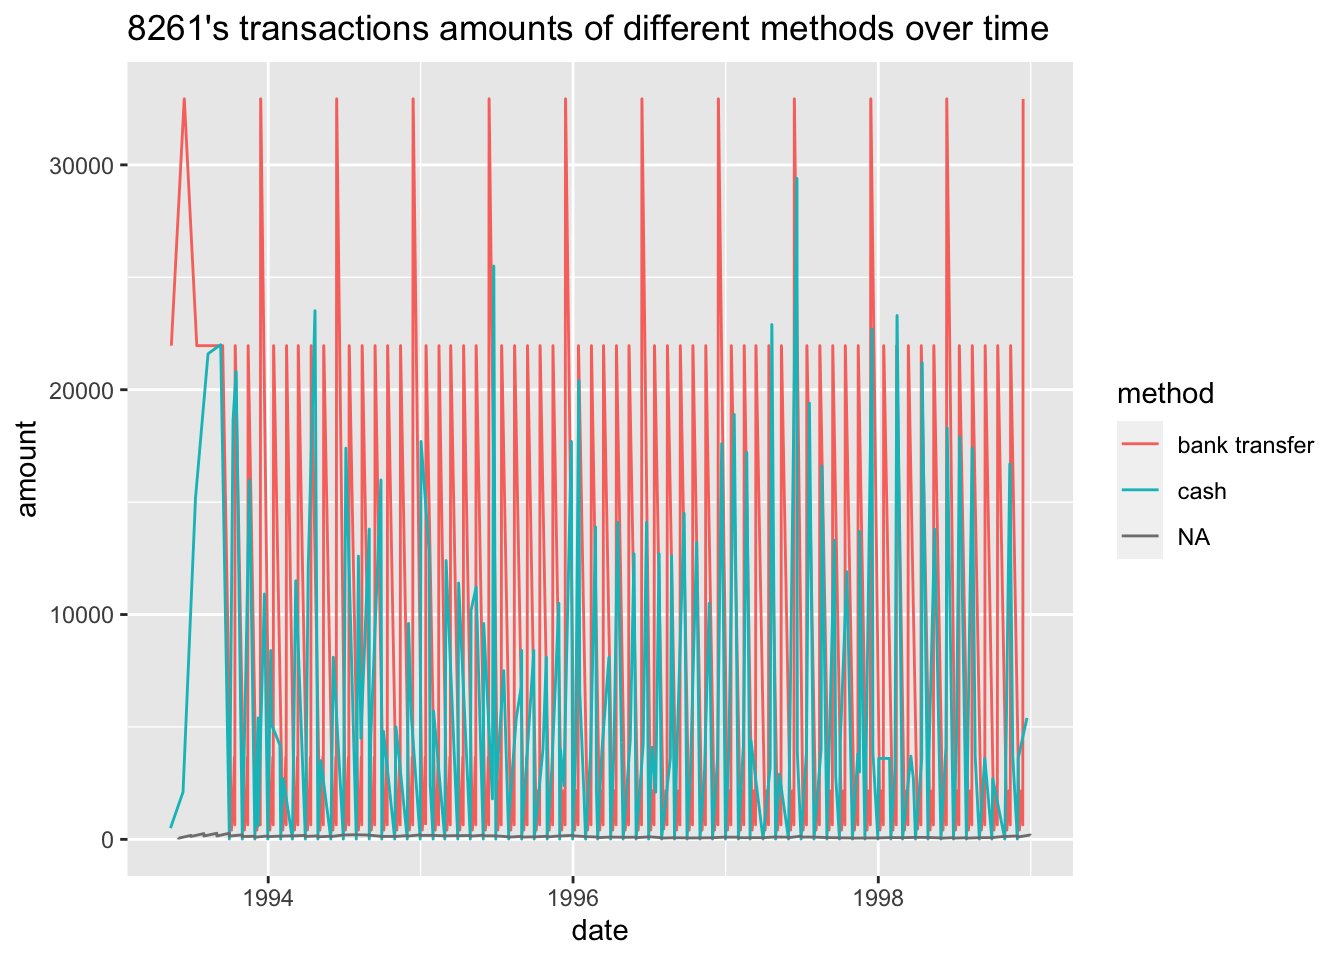 8261's transactions amounts of different methods over time
30000
20000
10000
0
amount
1994
1996
1998
date
method
bank transfer
cash
NA